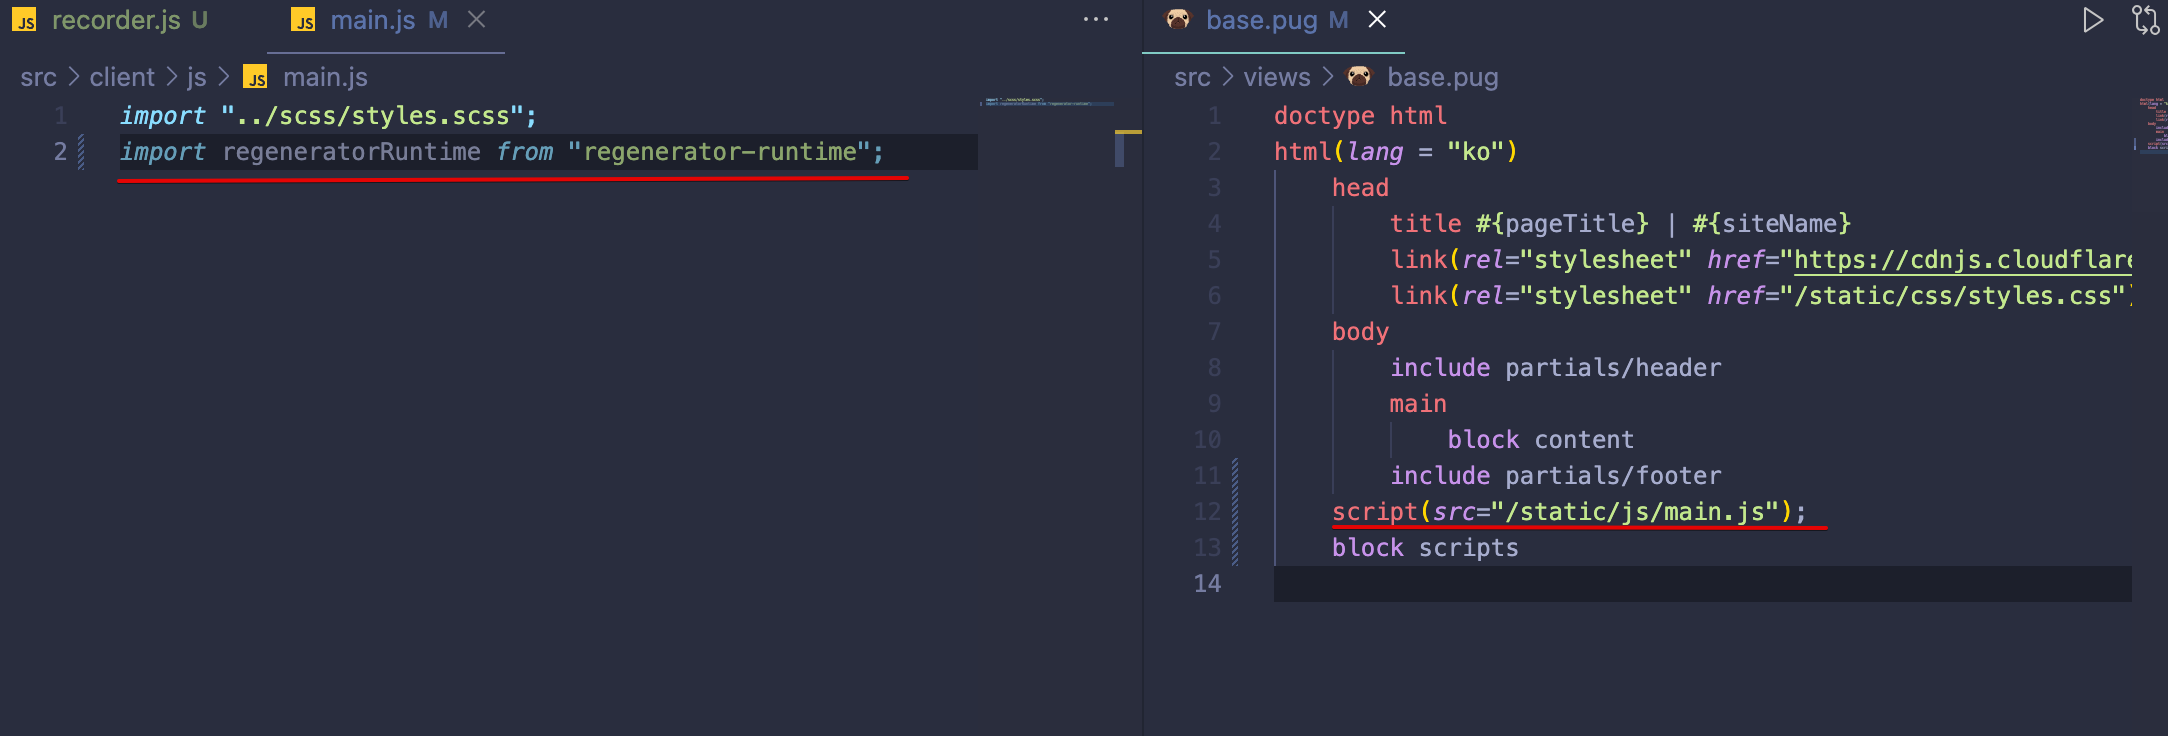 JS recorder.js U
JS main.js M
src > client > js > JS main.js
1 import "../scss/styles.scss";
2 import regeneratorRuntime from "regenerator-runtime";
base.pug M
src > views > base.pug
1 doctype html
2 html(lang = "ko")
3 head
4 title #{pageTitle} | #{siteName}
5 link(rel="stylesheet" href="https://cdnjs.cloudflare
6 link(rel="stylesheet" href="/static/css/styles.css")
7 body
8 include partials/header
9 main
10 block content
11 include partials/footer
12 script(src="/static/js/main.js");
13 block scripts
14